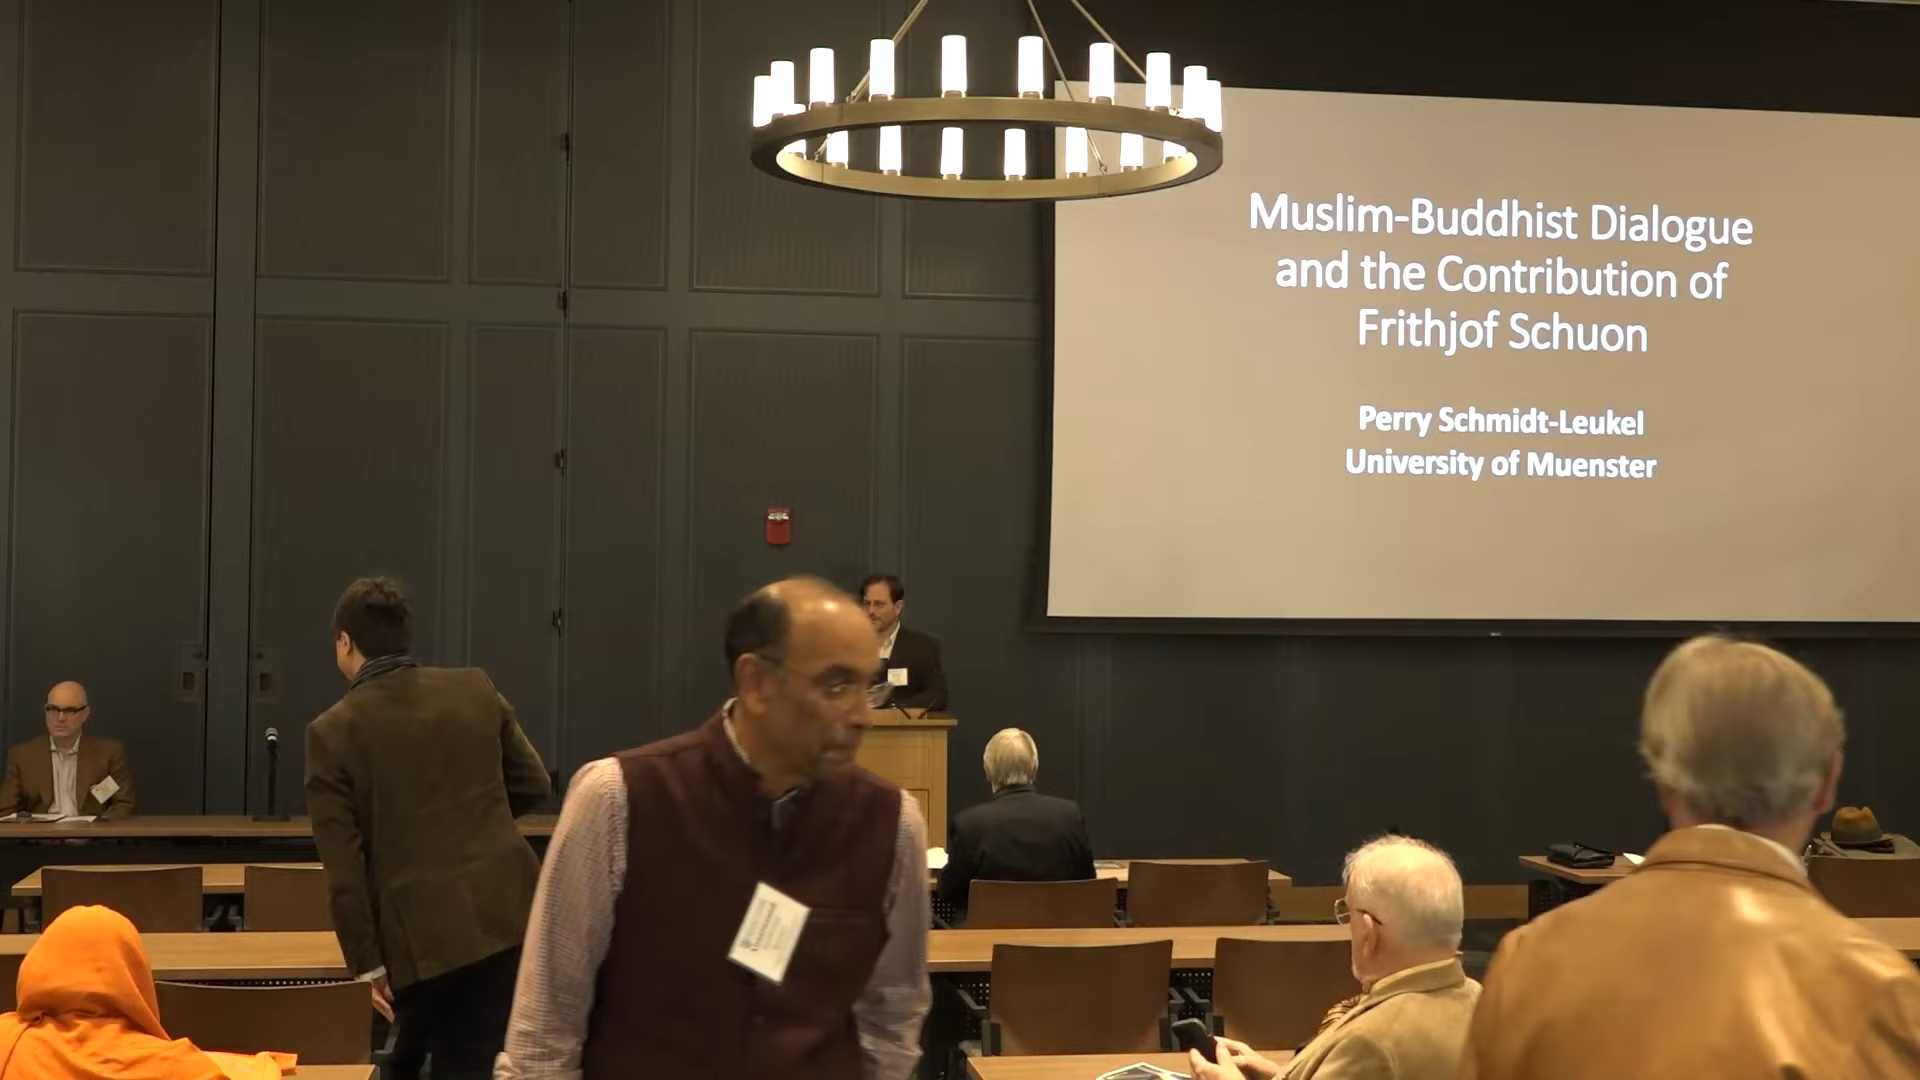 Muslim-Buddhist Dialogue
and the Contribution of
Frithjof Schuon
Perry Schmidt-Leukel
University of Muenster